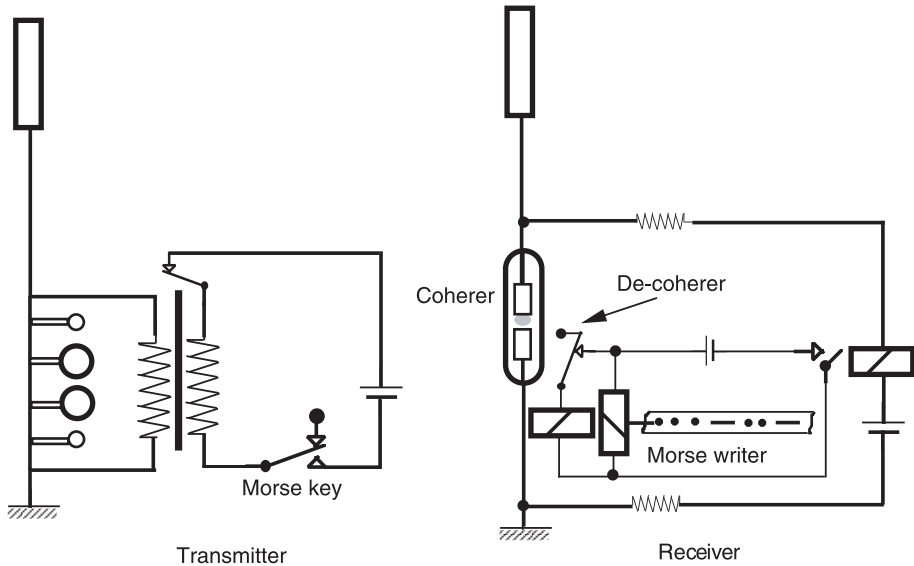 Coherer
De-coherer
Morse writer
Morse key
Transmitter
Receiver